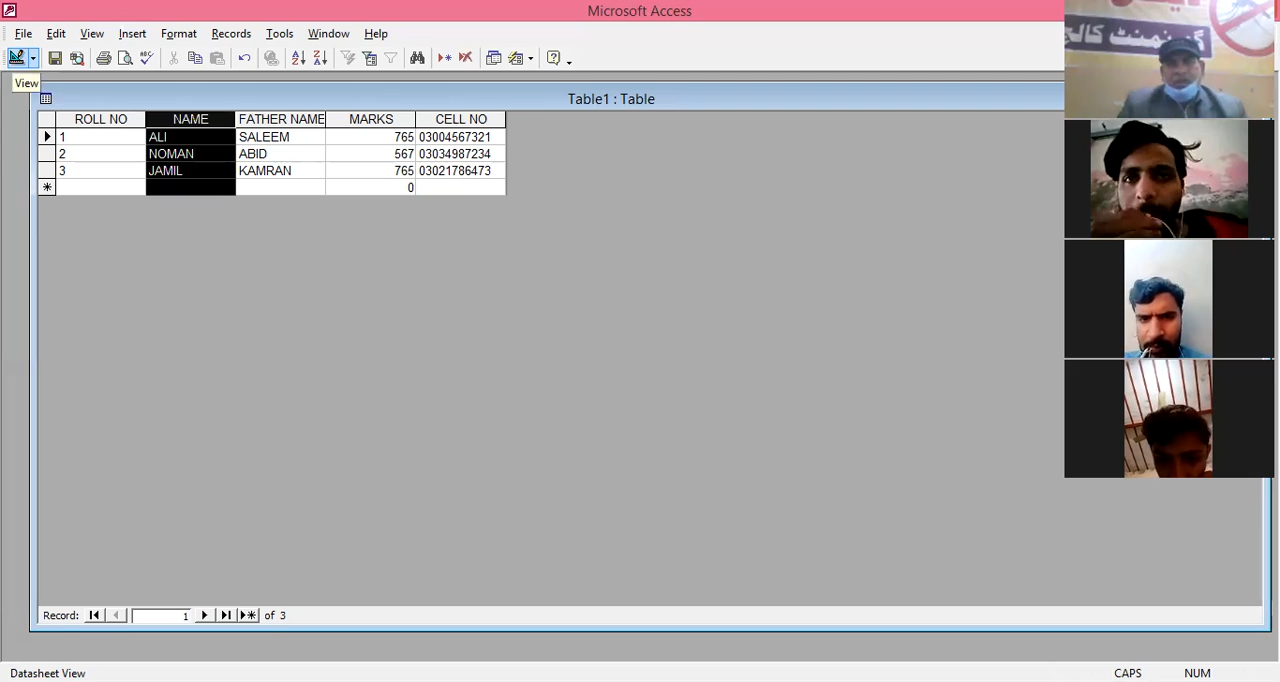 Microsoft Access
File Edit View Insert Format Records Tools Window Help
View
Table1 : Table
ROLL NO NAME FATHER NAME MARKS CELL NO
1 ALI SALEEM 765 03004567321
2 NOMAN ABID 567 03034987234
3 JAMIL KAMRAN 765 03021786473
0
Record: 1 of 3
Datasheet View CAPS NUM
گورنمنٹ کالج